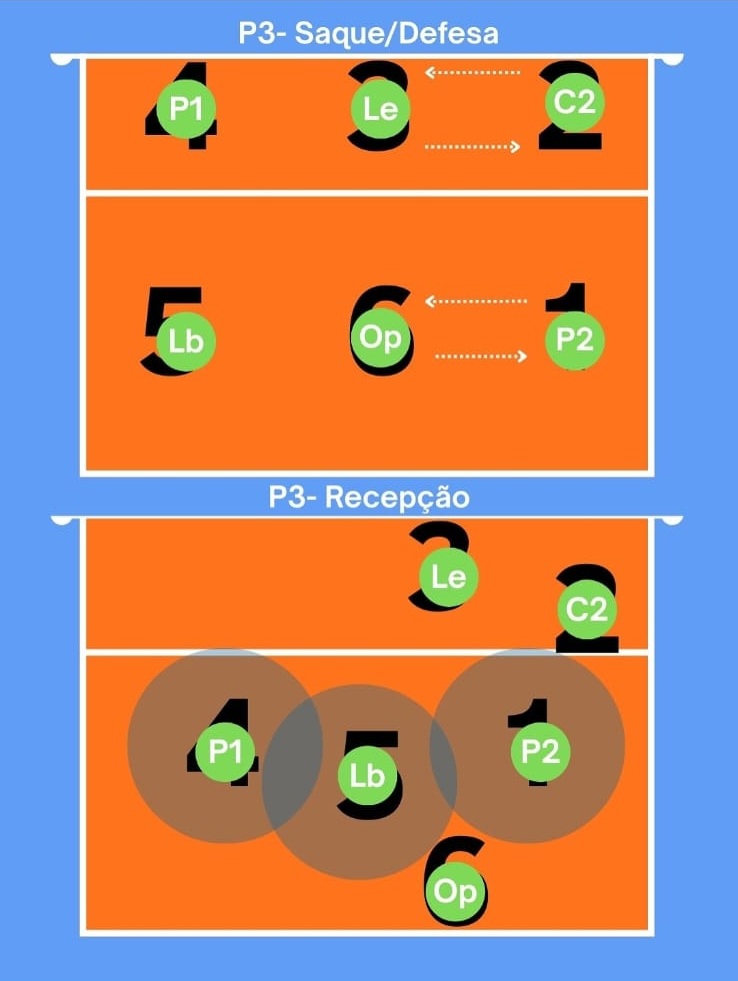 P3- Saque/Defesa
4 3 2
P1 Le C2
5 6 1
Lb Op P2
P3- Recepção
3
Le
2
C2
4 5 1
P1 Lb P2
6
Op